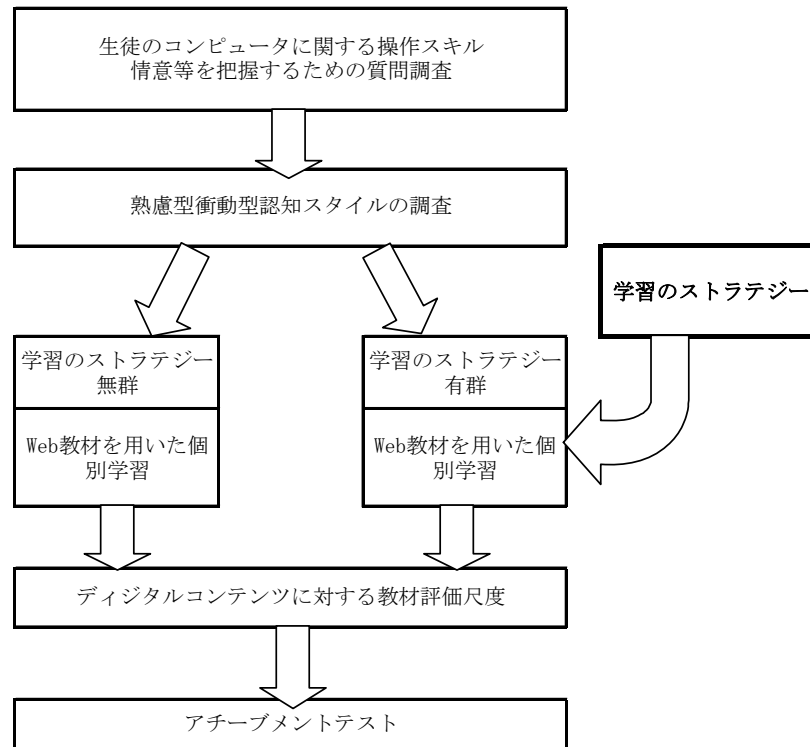 生徒のコンピュータに関する操作スキル
情意等を把握するための質問調査
熟慮型衝動型認知スタイルの調査
学習のストラテジー
学習のストラテジー
無群
Web教材を用いた個
別学習
学習のストラテジー
有群
Web教材を用いた個
別学習
ディジタルコンテンツに対する教材評価尺度
アチーブメントテスト